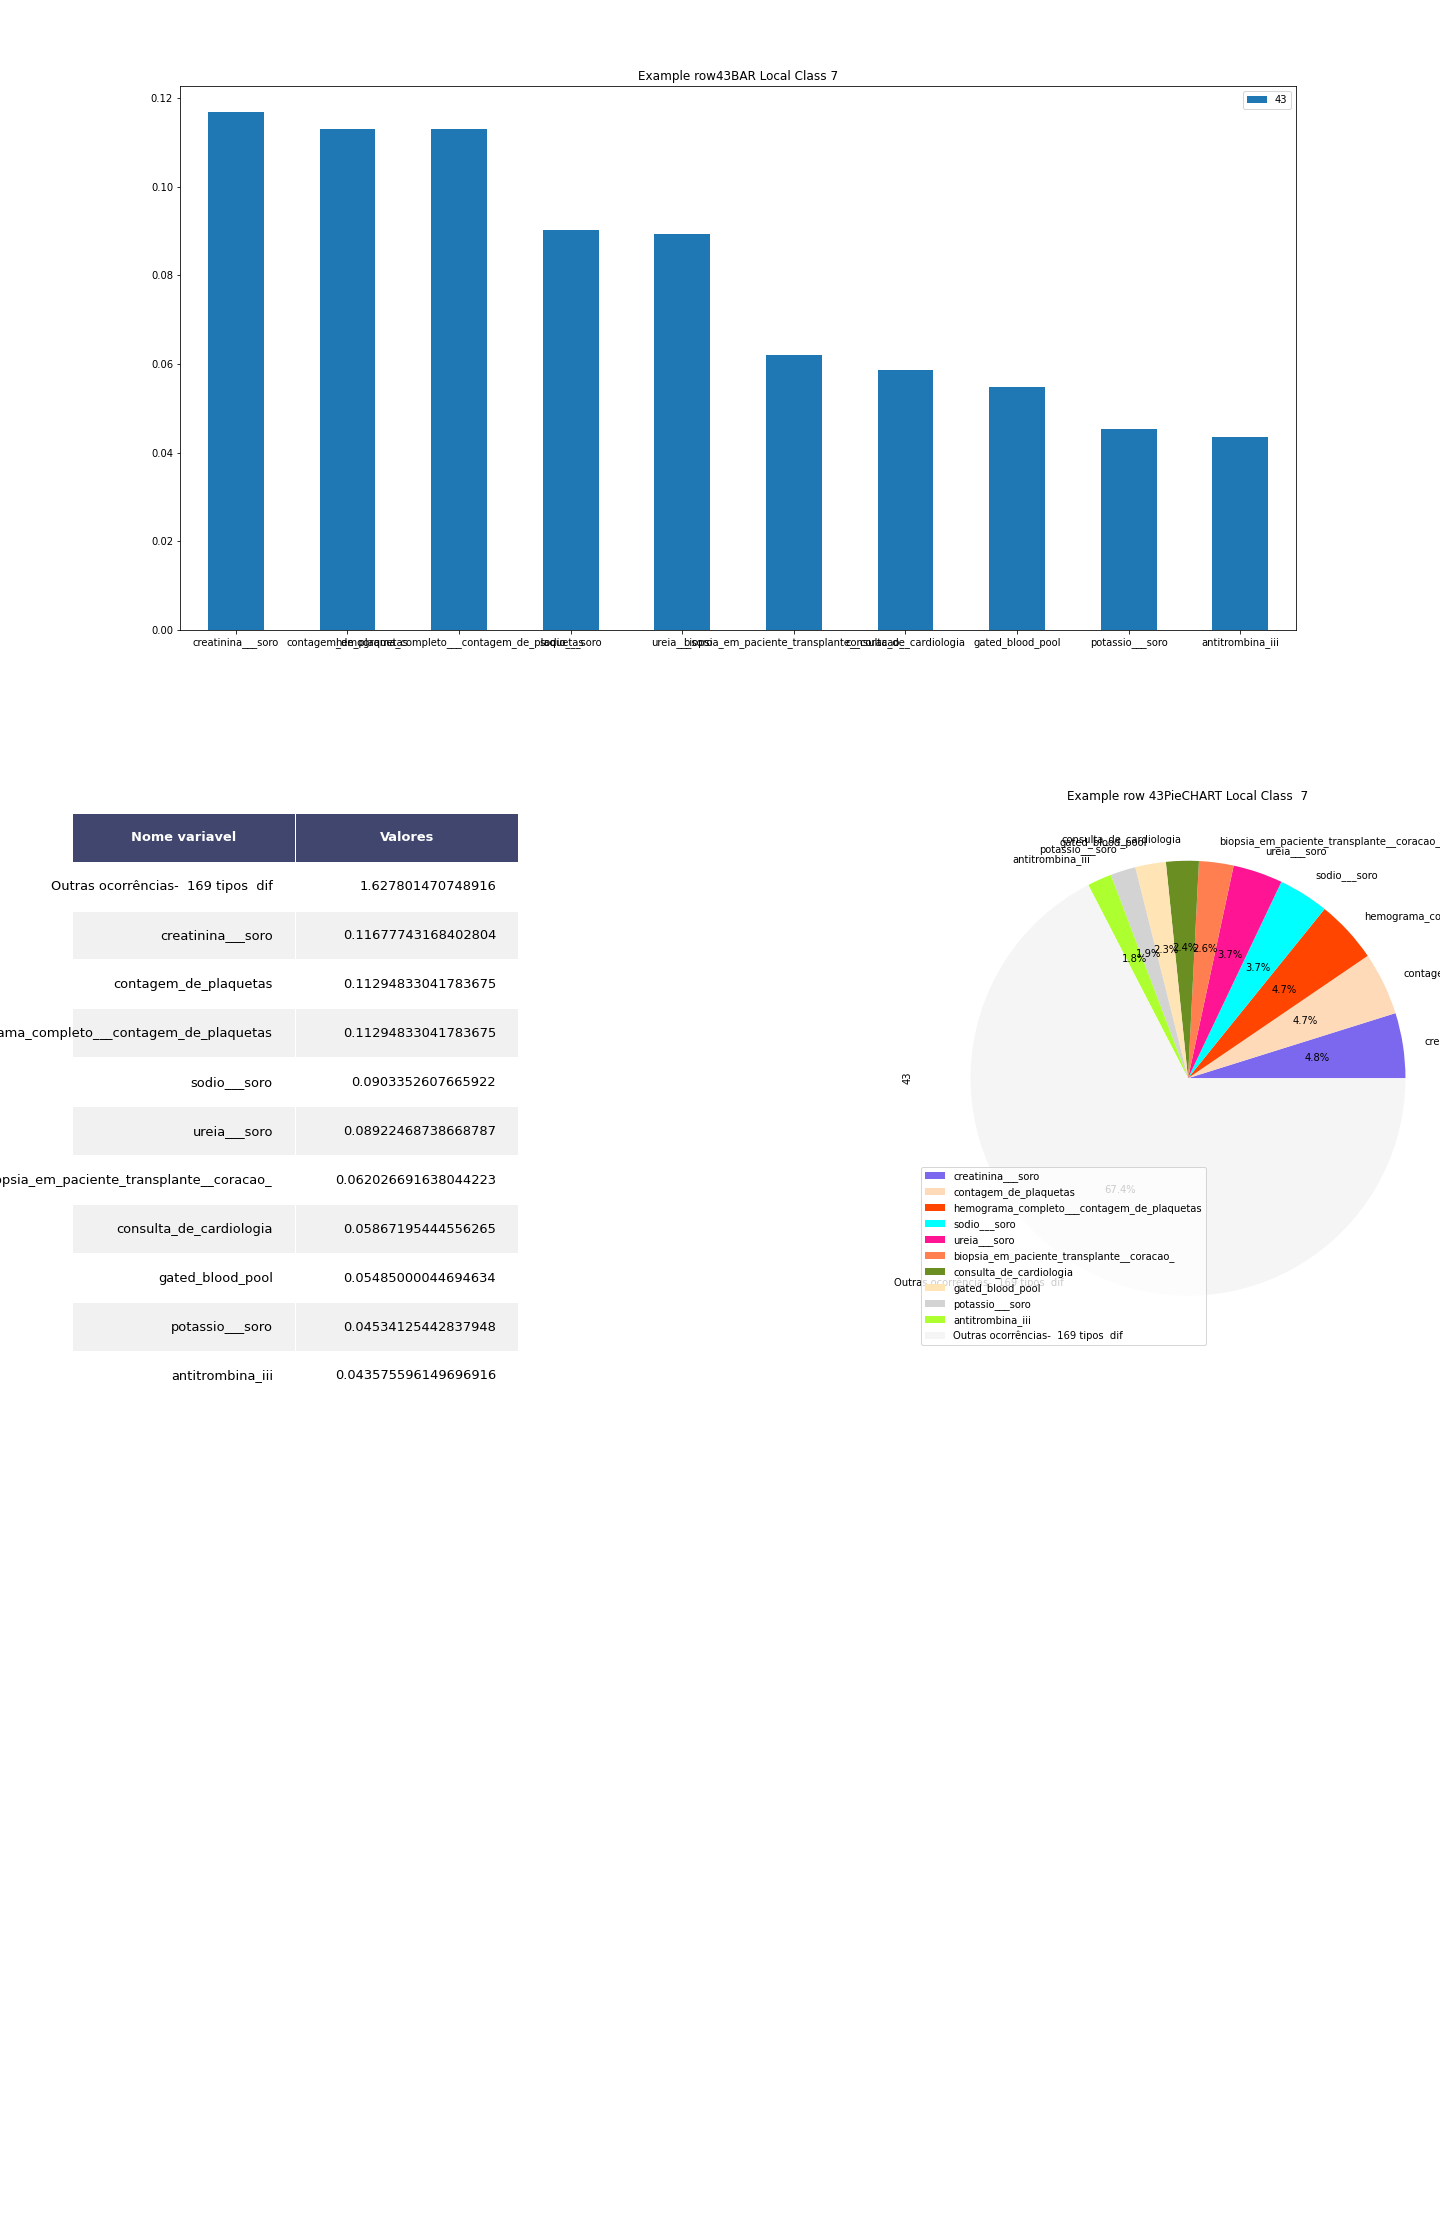 Example row43BAR Local Class 7
43
0.12
0.10
0.08
0.06
0.04
0.02
0.00
creatinina___soro
contagem_de_plaquetas
hemograma_completo___contagem_de_plaquetas
sodio___soro
ureia___soro
biopsia_em_paciente_transplante__coracao_
consulta_de_cardiologia
gated_blood_pool
potassio___soro
antitrombina_iii
Nome variavel Valores
Outras ocorrências-  169 tipos  dif 1.627801470748916
creatinina___soro 0.11677743168402804
contagem_de_plaquetas 0.11294833041783675
ama_completo___contagem_de_plaquetas 0.11294833041783675
sodio___soro 0.0903352607665922
ureia___soro 0.08922468738668787
opsia_em_paciente_transplante__coracao_ 0.062026691638044223
consulta_de_cardiologia 0.05867195444556265
gated_blood_pool 0.05485000044694634
potassio___soro 0.04534125442837948
antitrombina_iii 0.043575596149696916
Example row 43PieCHART Local Class  7
consulta_de_cardiologia
gated_blood_pool
potassio___soro
antitrombina_iii
biopsia_em_paciente_transplante__coracao_
ureia___soro
sodio___soro
hemograma_co
contage
cre
1.8%
1.9%
2.3%
2.4%
2.6%
3.7%
3.7%
4.7%
4.7%
4.8%
43
67.4%
Outras ocorrências-  169 tipos  dif
creatinina___soro
contagem_de_plaquetas
hemograma_completo___contagem_de_plaquetas
sodio___soro
ureia___soro
biopsia_em_paciente_transplante__coracao_
consulta_de_cardiologia
gated_blood_pool
potassio___soro
antitrombina_iii
Outras ocorrências-  169 tipos  dif